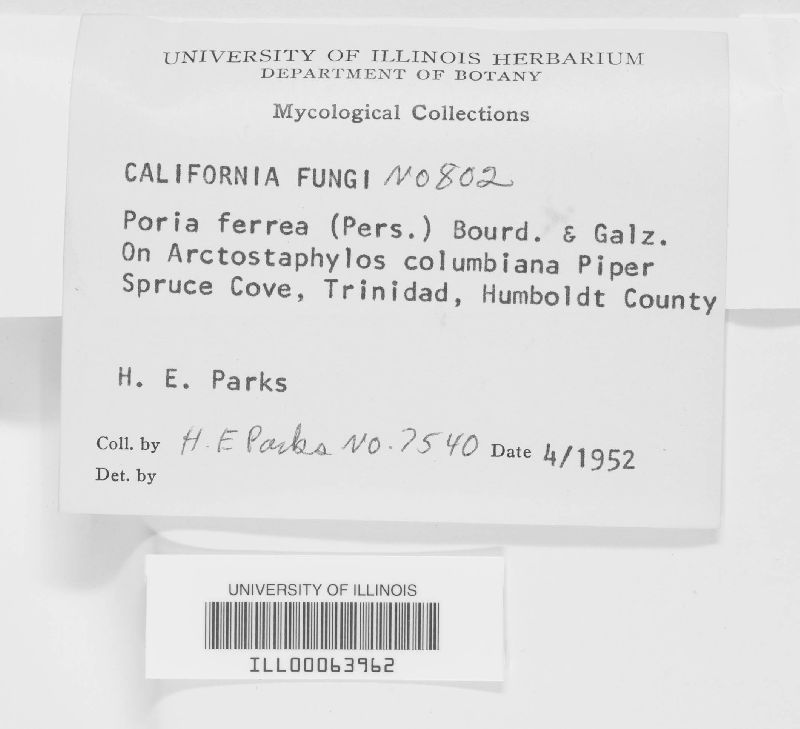 UNIVERSITY OF ILLINOIS HERBARIUM
DEPARTMENT OF BOTANY
Mycological Collections
CALIFORNIA FUNGI NO 802
Poria ferrea (Pers.) Bourd. & Galz.
On Arctostaphylos columbiana Piper
Spruce Cove, Trinidad, Humboldt County
H. E. Parks
Coll. by H. E Parks No. 7540 Date 4/1952
Det. by
UNIVERSITY OF ILLINOIS
ILL00063962